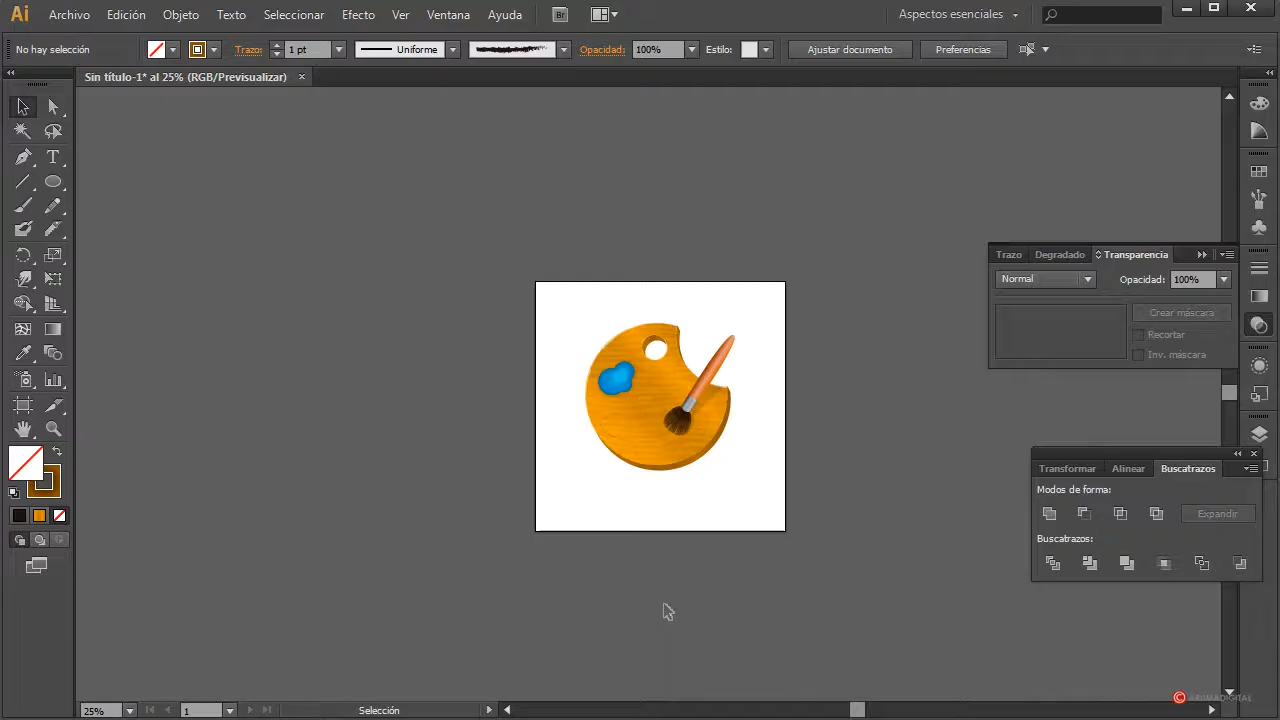 Ai Archivo Edición Objeto Texto Seleccionar Efecto Ver Ventana Ayuda Br Aspectos esenciales
No hay selección Trazo: 1 pt Uniforme Opacidad: 100% Estilo: Ajustar documento Preferencias
Sin título-1* al 25% (RGB/Previsualizar)
Trazo Degradado Transparencia
Normal Opacidad: 100%
Crear máscara
Recortar
Inv. máscara
Transformar Alinear Buscatrazos
Modos de forma:
Expandir
Buscatrazos:
25% 1 Selección